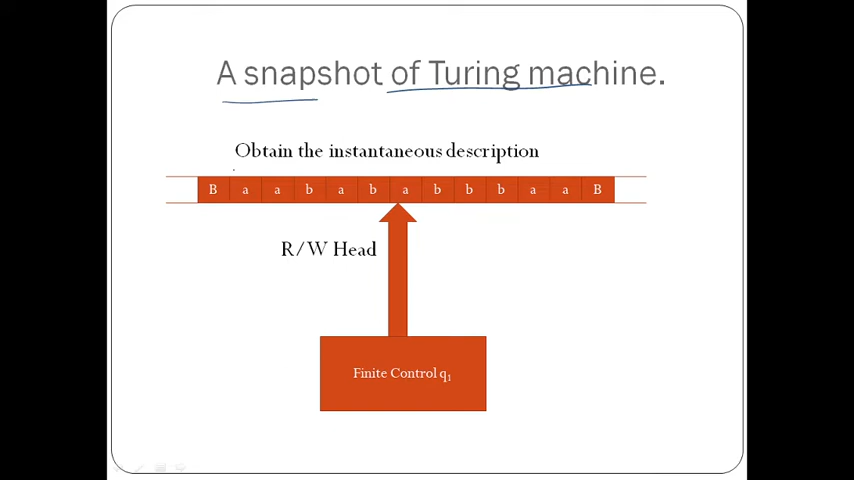 A snapshot of Turing machine.
Obtain the instantaneous description
B a a b a b a b b b a a B
R/W Head
Finite Control q₁